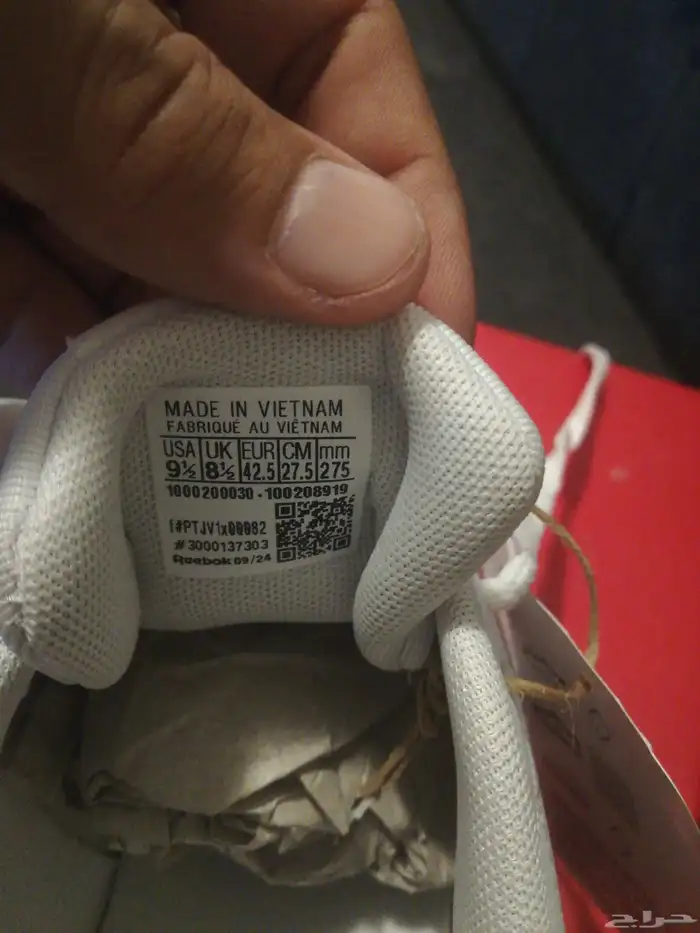 MADE IN VIETNAM
FABRIQUÉ AU VIÊTNAM
USA UK EUR CM mm
9½ 8½ 42.5 27.5 275
1000200030 - 100208919
f#PTJV1x00082
#3000137303
Reebok 09/24
حراج